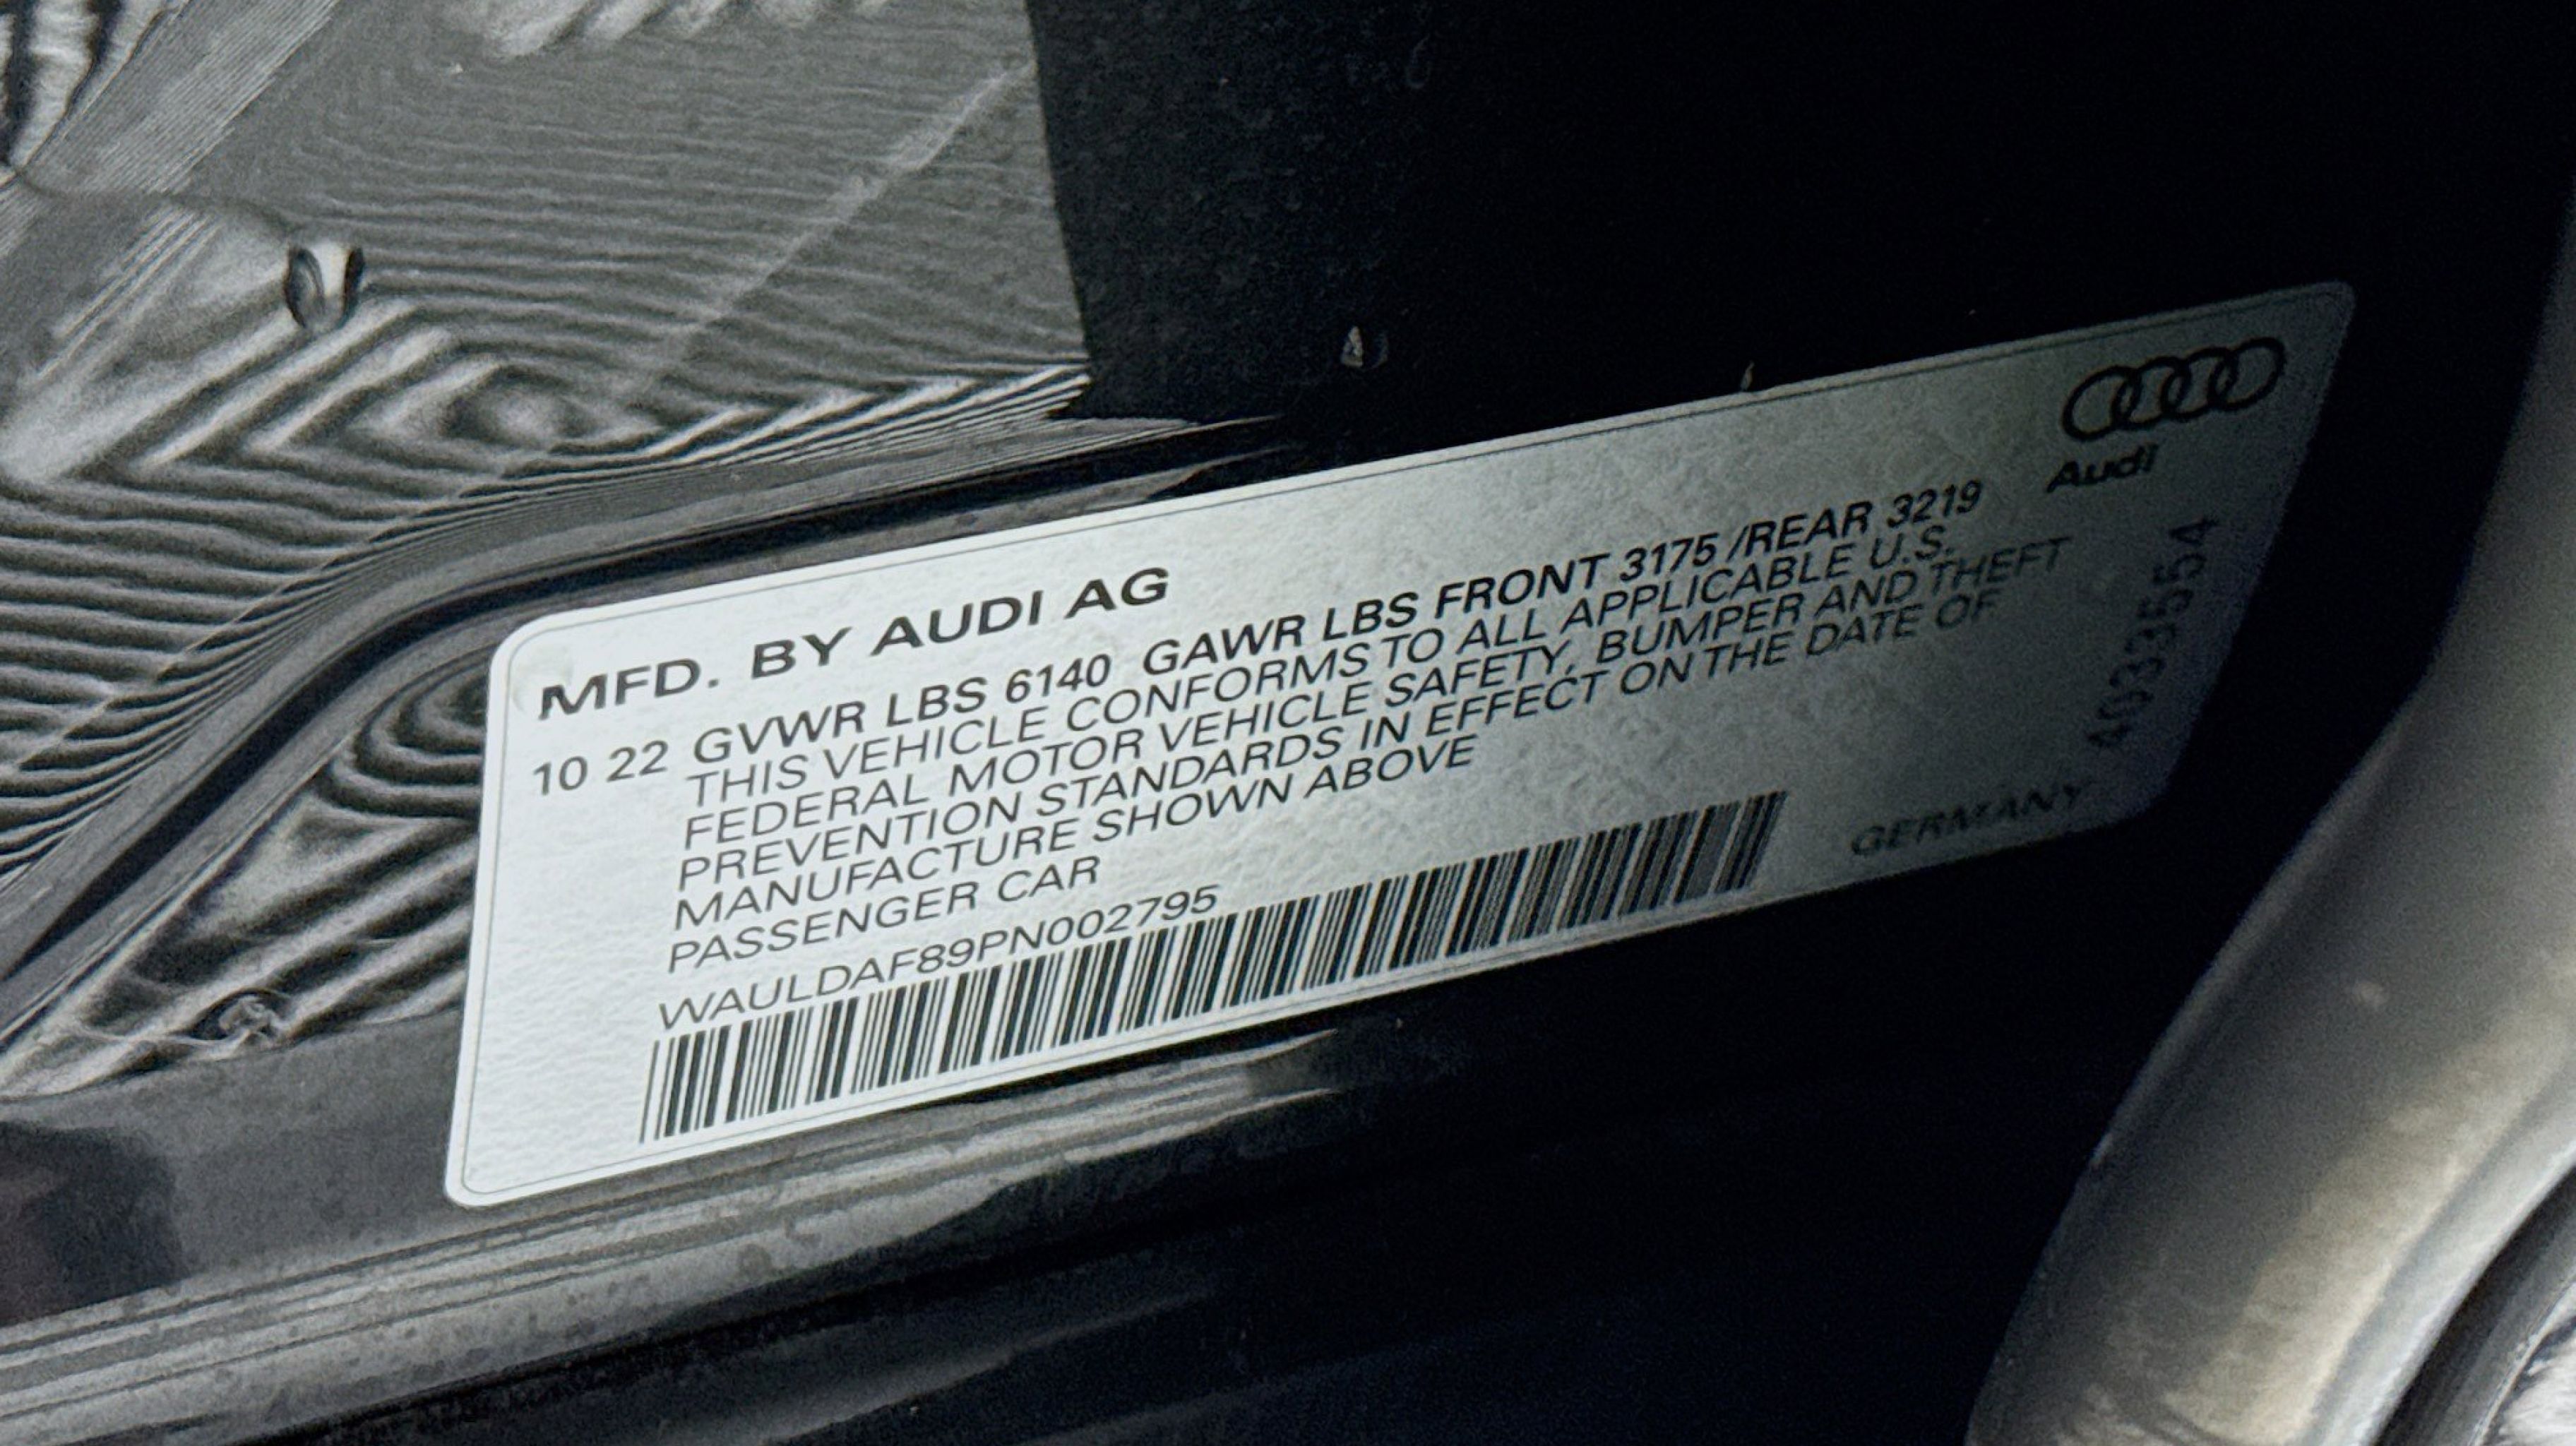 MFD. BY AUDI AG
10 22 GVWR LBS 6140 GAWR LBS FRONT 3175 /REAR 3219
THIS VEHICLE CONFORMS TO ALL APPLICABLE U.S.
FEDERAL MOTOR VEHICLE SAFETY, BUMPER AND THEFT
PREVENTION STANDARDS IN EFFECT ON THE DATE OF
MANUFACTURE SHOWN ABOVE
PASSENGER CAR
WAULDAF89PN002795
Audi
4033554
GERMANY